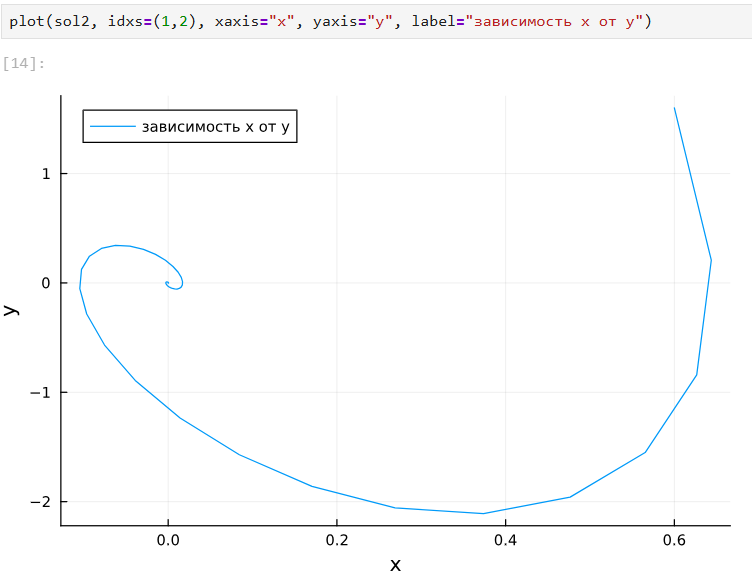 plot(sol2, idxs=(1,2), xaxis="x", yaxis="y", label="зависимость x от y")
[14]:
зависимость x от y
1
0
−1
−2
y
0.0 0.2 0.4 0.6
x